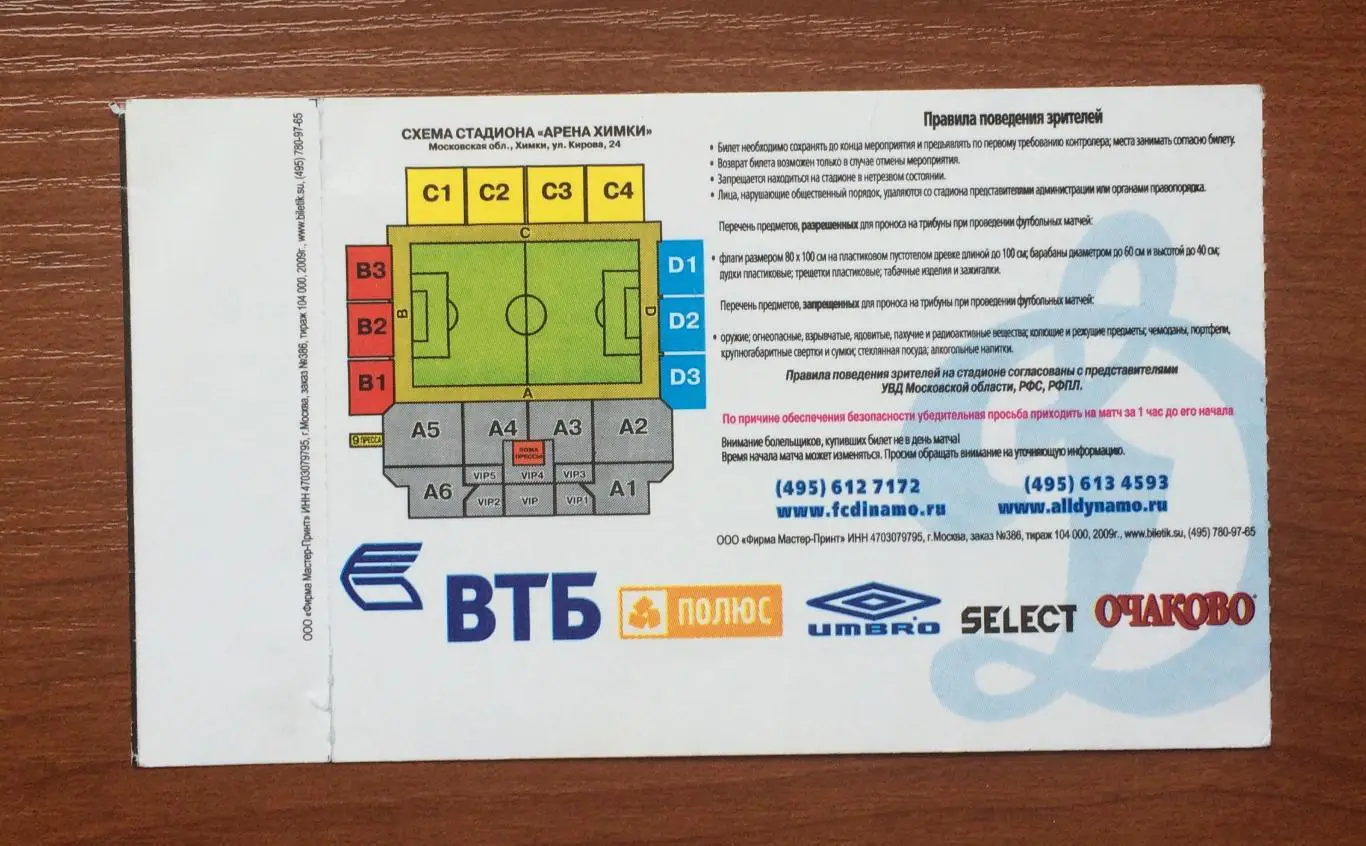 ООО «Фирма Мастер-Принт» ИНН 4703079795, г.Москва, заказ №386, тираж 104 000, 2009г., www.biletik.su, (495) 780-97-65
СХЕМА СТАДИОНА «АРЕНА ХИМКИ»
Московская обл., Химки, ул. Кирова, 24
C1 C2 C3 C4
C
B3
B2
B1
B
D
D1
D2
D3
A
9 ПРЕССА
A5 A4 A3 A2
ЛОЖА
ПРЕССЫ
VIP5 VIP4 VIP3
A6 VIP2 VIP VIP1 A1
Правила поведения зрителей
• Билет необходимо сохранять до конца мероприятия и предъявлять по первому требованию контролера; места занимать согласно билету.
• Возврат билета возможен только в случае отмены мероприятия.
• Запрещается находиться на стадионе в нетрезвом состоянии.
• Лица, нарушающие общественный порядок, удаляются со стадиона представителями администрации или органами правопорядка.
Перечень предметов, разрешенных для проноса на трибуны при проведении футбольных матчей:
• флаги размером 80 х 100 см на пластиковом пустотелом древке длиной до 100 см; барабаны диаметром до 60 см и высотой до 40 см;
дудки пластиковые; трещетки пластиковые; табачные изделия и зажигалки.
Перечень предметов, запрещенных для проноса на трибуны при проведении футбольных матчей:
• оружие; огнеопасные, взрывчатые, ядовитые, пахучие и радиоактивные вещества; колющие и режущие предметы; чемоданы, портфели,
крупногабаритные свертки и сумки; стеклянная посуда; алкогольные напитки.
Правила поведения зрителей на стадионе согласованы с представителями
УВД Московской области, РФС, РФПЛ.
По причине обеспечения безопасности убедительная просьба приходить на матч за 1 час до его начала
Внимание болельщиков, купивших билет не в день матча!
Время начала матча может изменяться. Просим обращать внимание на уточняющую информацию.
(495) 612 7172 (495) 613 4593
www.fcdinamo.ru www.alldynamo.ru
ООО «Фирма Мастер-Принт» ИНН 4703079795, г.Москва, заказ №386, тираж 104 000, 2009г., www.biletik.su, (495) 780-97-65
ВТБ ПОЛЮС UMBRO SELECT ОЧАКОВО